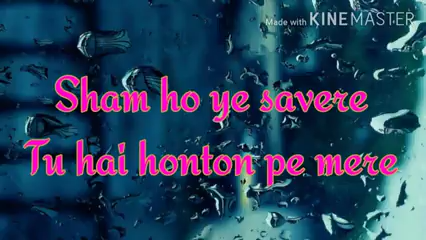 Made with KINEMASTER
Sham ho ye savere
Tu hai honton pe mere